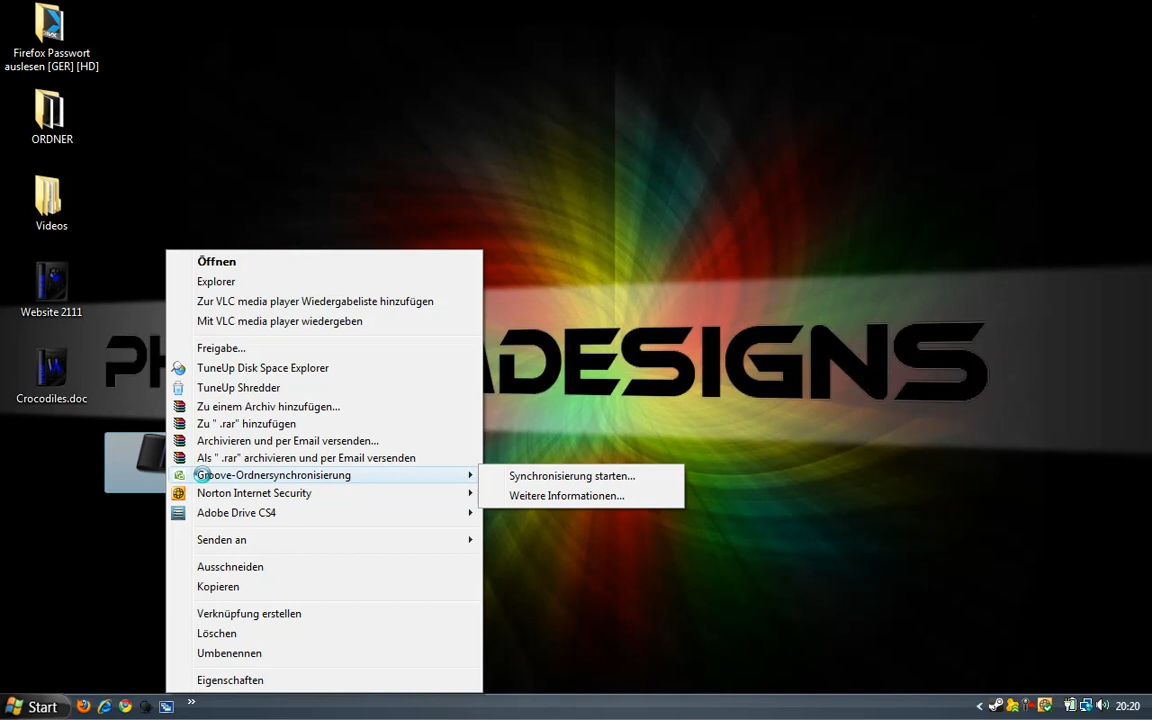 Firefox Passwort
auslesen [GER] [HD]
ORDNER
Videos
Website 2111
Crocodiles.doc
ADESIGNS
Öffnen
Explorer
Zur VLC media player Wiedergabeliste hinzufügen
Mit VLC media player wiedergeben
Freigabe...
TuneUp Disk Space Explorer
TuneUp Shredder
Zu einem Archiv hinzufügen...
Zu " .rar" hinzufügen
Archivieren und per Email versenden...
Als " .rar" archivieren und per Email versenden
Groove-Ordnersynchronisierung
Norton Internet Security
Adobe Drive CS4
Senden an
Ausschneiden
Kopieren
Verknüpfung erstellen
Löschen
Umbenennen
Eigenschaften
Synchronisierung starten...
Weitere Informationen...
Start
20:20